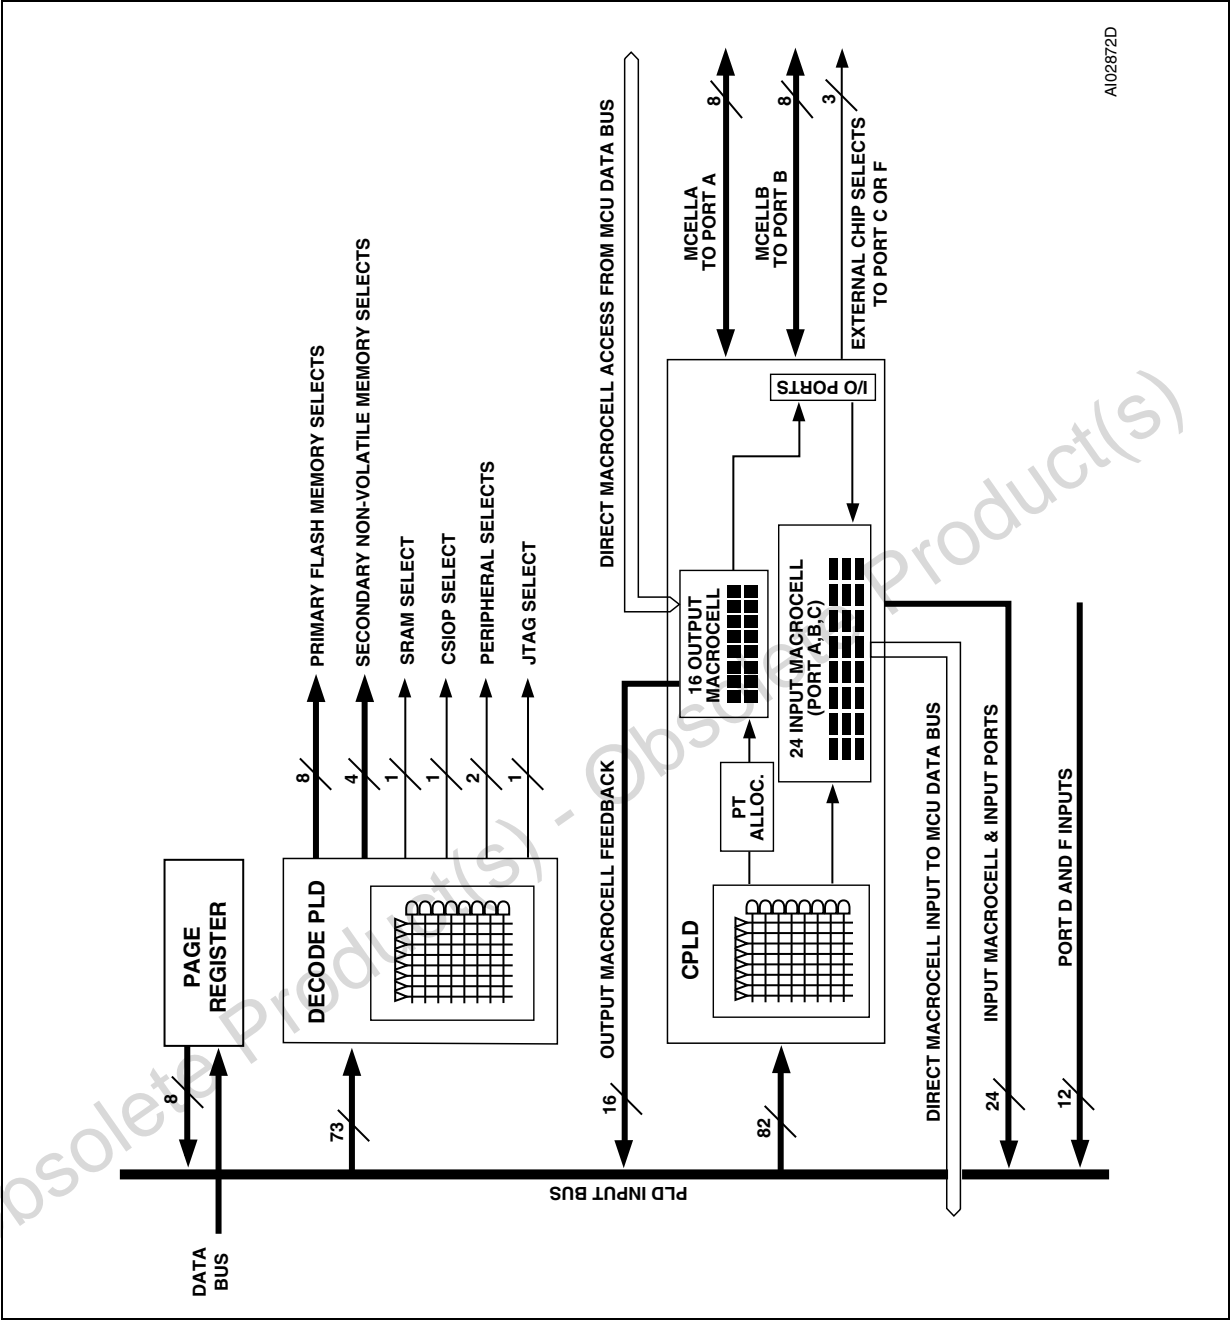 DATA
BUS
8
PAGE
REGISTER
73
DECODE PLD
8
PRIMARY FLASH MEMORY SELECTS
4
SECONDARY NON-VOLATILE MEMORY SELECTS
1
SRAM SELECT
1
CSIOP SELECT
2
PERIPHERAL SELECTS
1
JTAG SELECT
PLD INPUT BUS
16
OUTPUT MACROCELL FEEDBACK
DIRECT MACROCELL ACCESS FROM MCU DATA BUS
82
CPLD
PT
ALLOC.
16 OUTPUT
MACROCELL
24 INPUT MACROCELL
(PORT A,B,C)
I/O PORTS
MCELLA
TO PORT A
8
MCELLB
TO PORT B
8
EXTERNAL CHIP SELECTS
TO PORT C OR F
3
DIRECT MACROCELL INPUT TO MCU DATA BUS
24
INPUT MACROCELL & INPUT PORTS
12
PORT D AND F INPUTS
AI02872D
bsolete Product(s) - Obsolete Product(s)